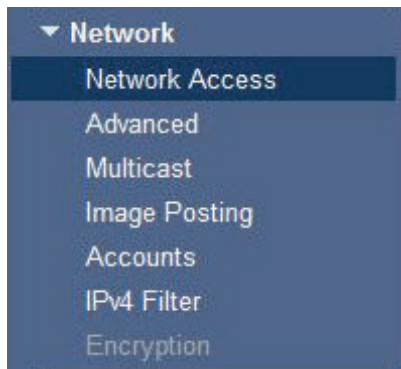 Network
Network Access
Advanced
Multicast
Image Posting
Accounts
IPv4 Filter
Encryption